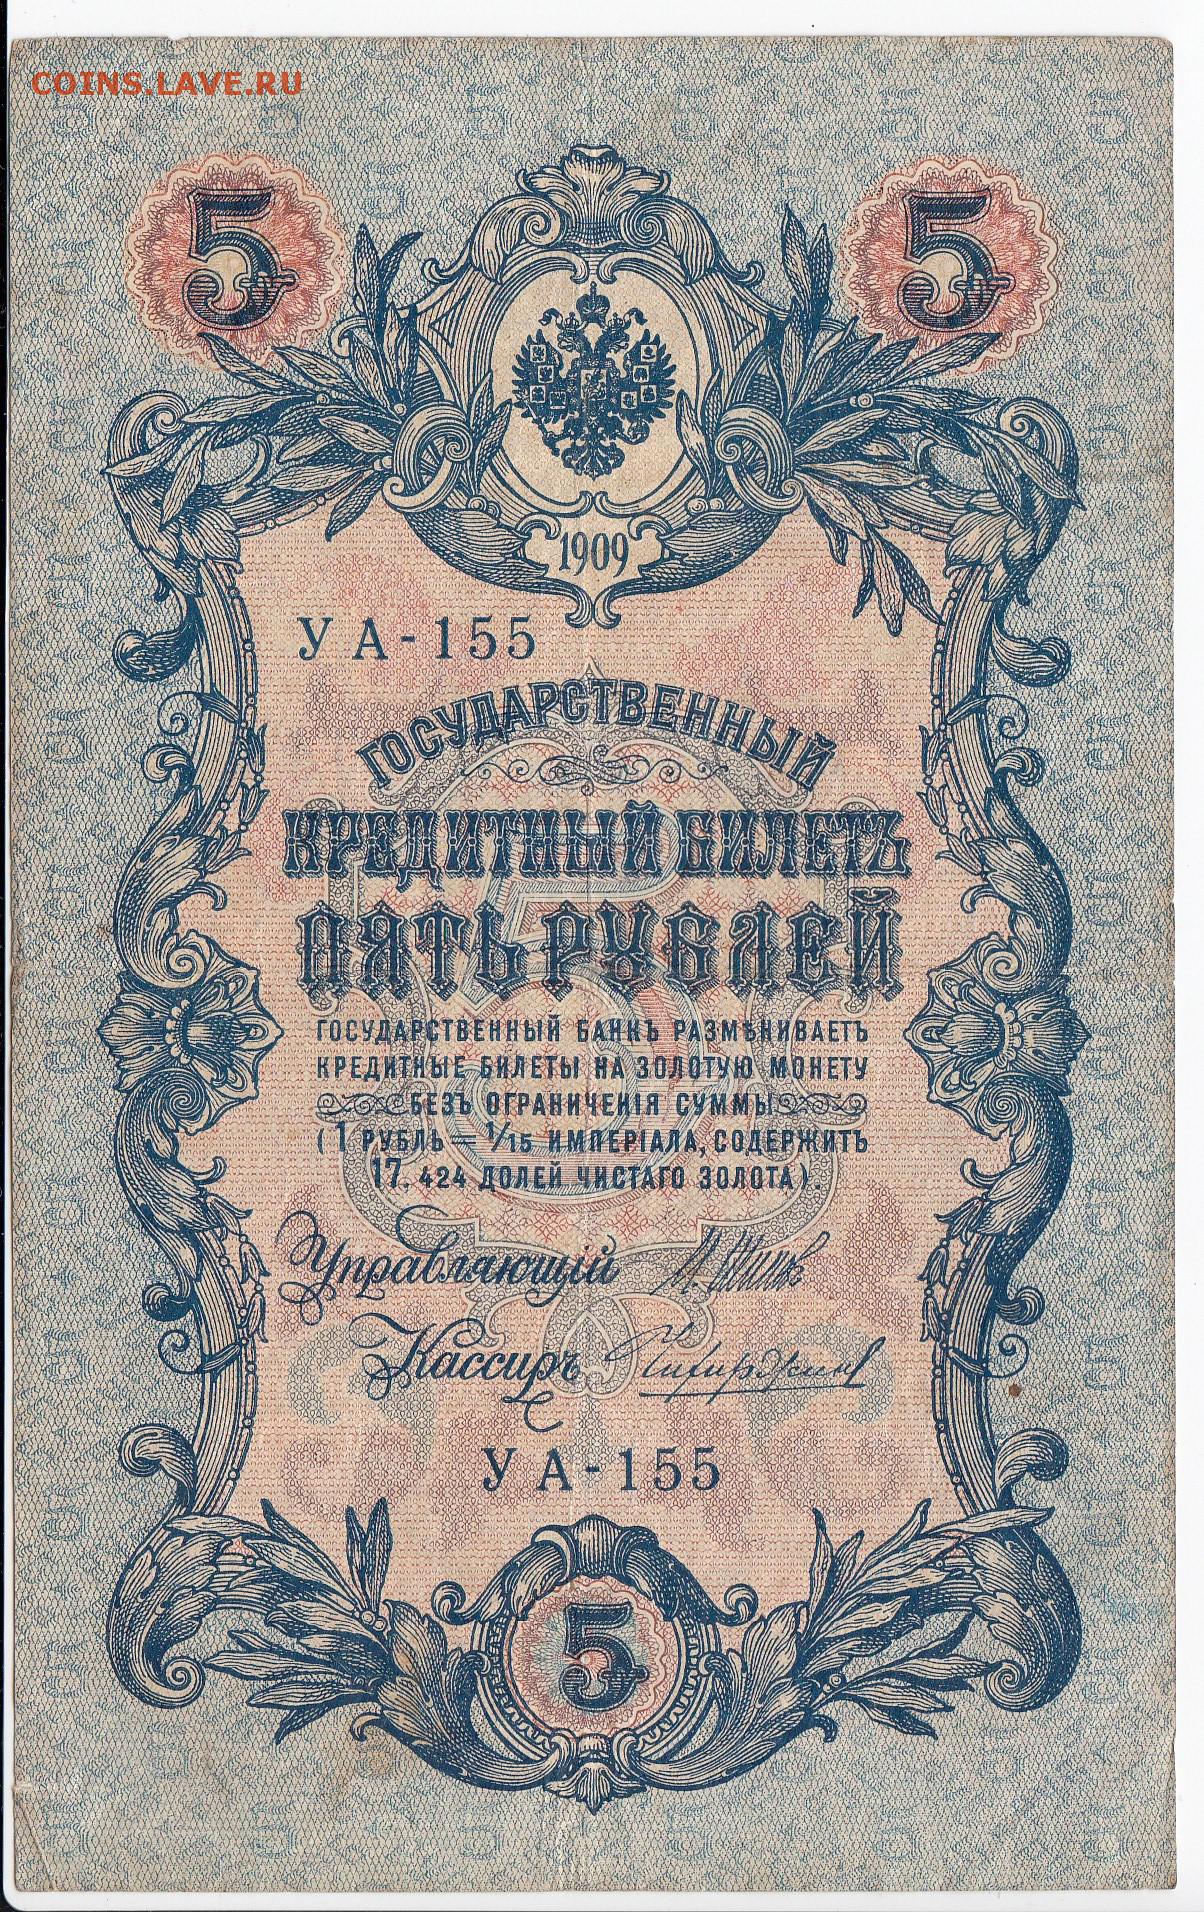 COINS.LAVE.RU
5 5
1909
УА-155
ГОСУДАРСТВЕННЫЙ
КРЕДИТНЫЙ БИЛЕТЪ
ПЯТЬ РУБЛЕЙ
ГОСУДАРСТВЕННЫЙ БАНКЪ РАЗМѢНИВАЕТЪ
КРЕДИТНЫЕ БИЛЕТЫ НА ЗОЛОТУЮ МОНЕТУ
БЕЗЪ ОГРАНИЧЕНІЯ СУММЫ
(1 РУБЛЬ = 1/15 ИМПЕРІАЛА, СОДЕРЖИТЪ
17.424 ДОЛЕЙ ЧИСТАГО ЗОЛОТА).
Управляющій
Кассиръ
УА-155
5